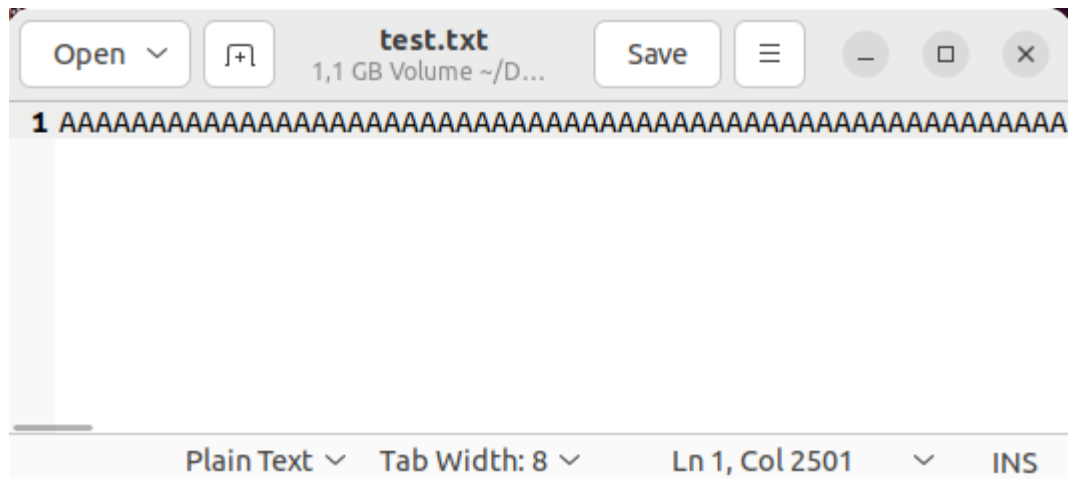 Open test.txt Save
1,1 GB Volume ~/D...
1 AAAAAAAAAAAAAAAAAAAAAAAAAAAAAAAAAAAAAAAAAAAAAAAAAAAAAAAA
Plain Text Tab Width: 8 Ln 1, Col 2501 INS